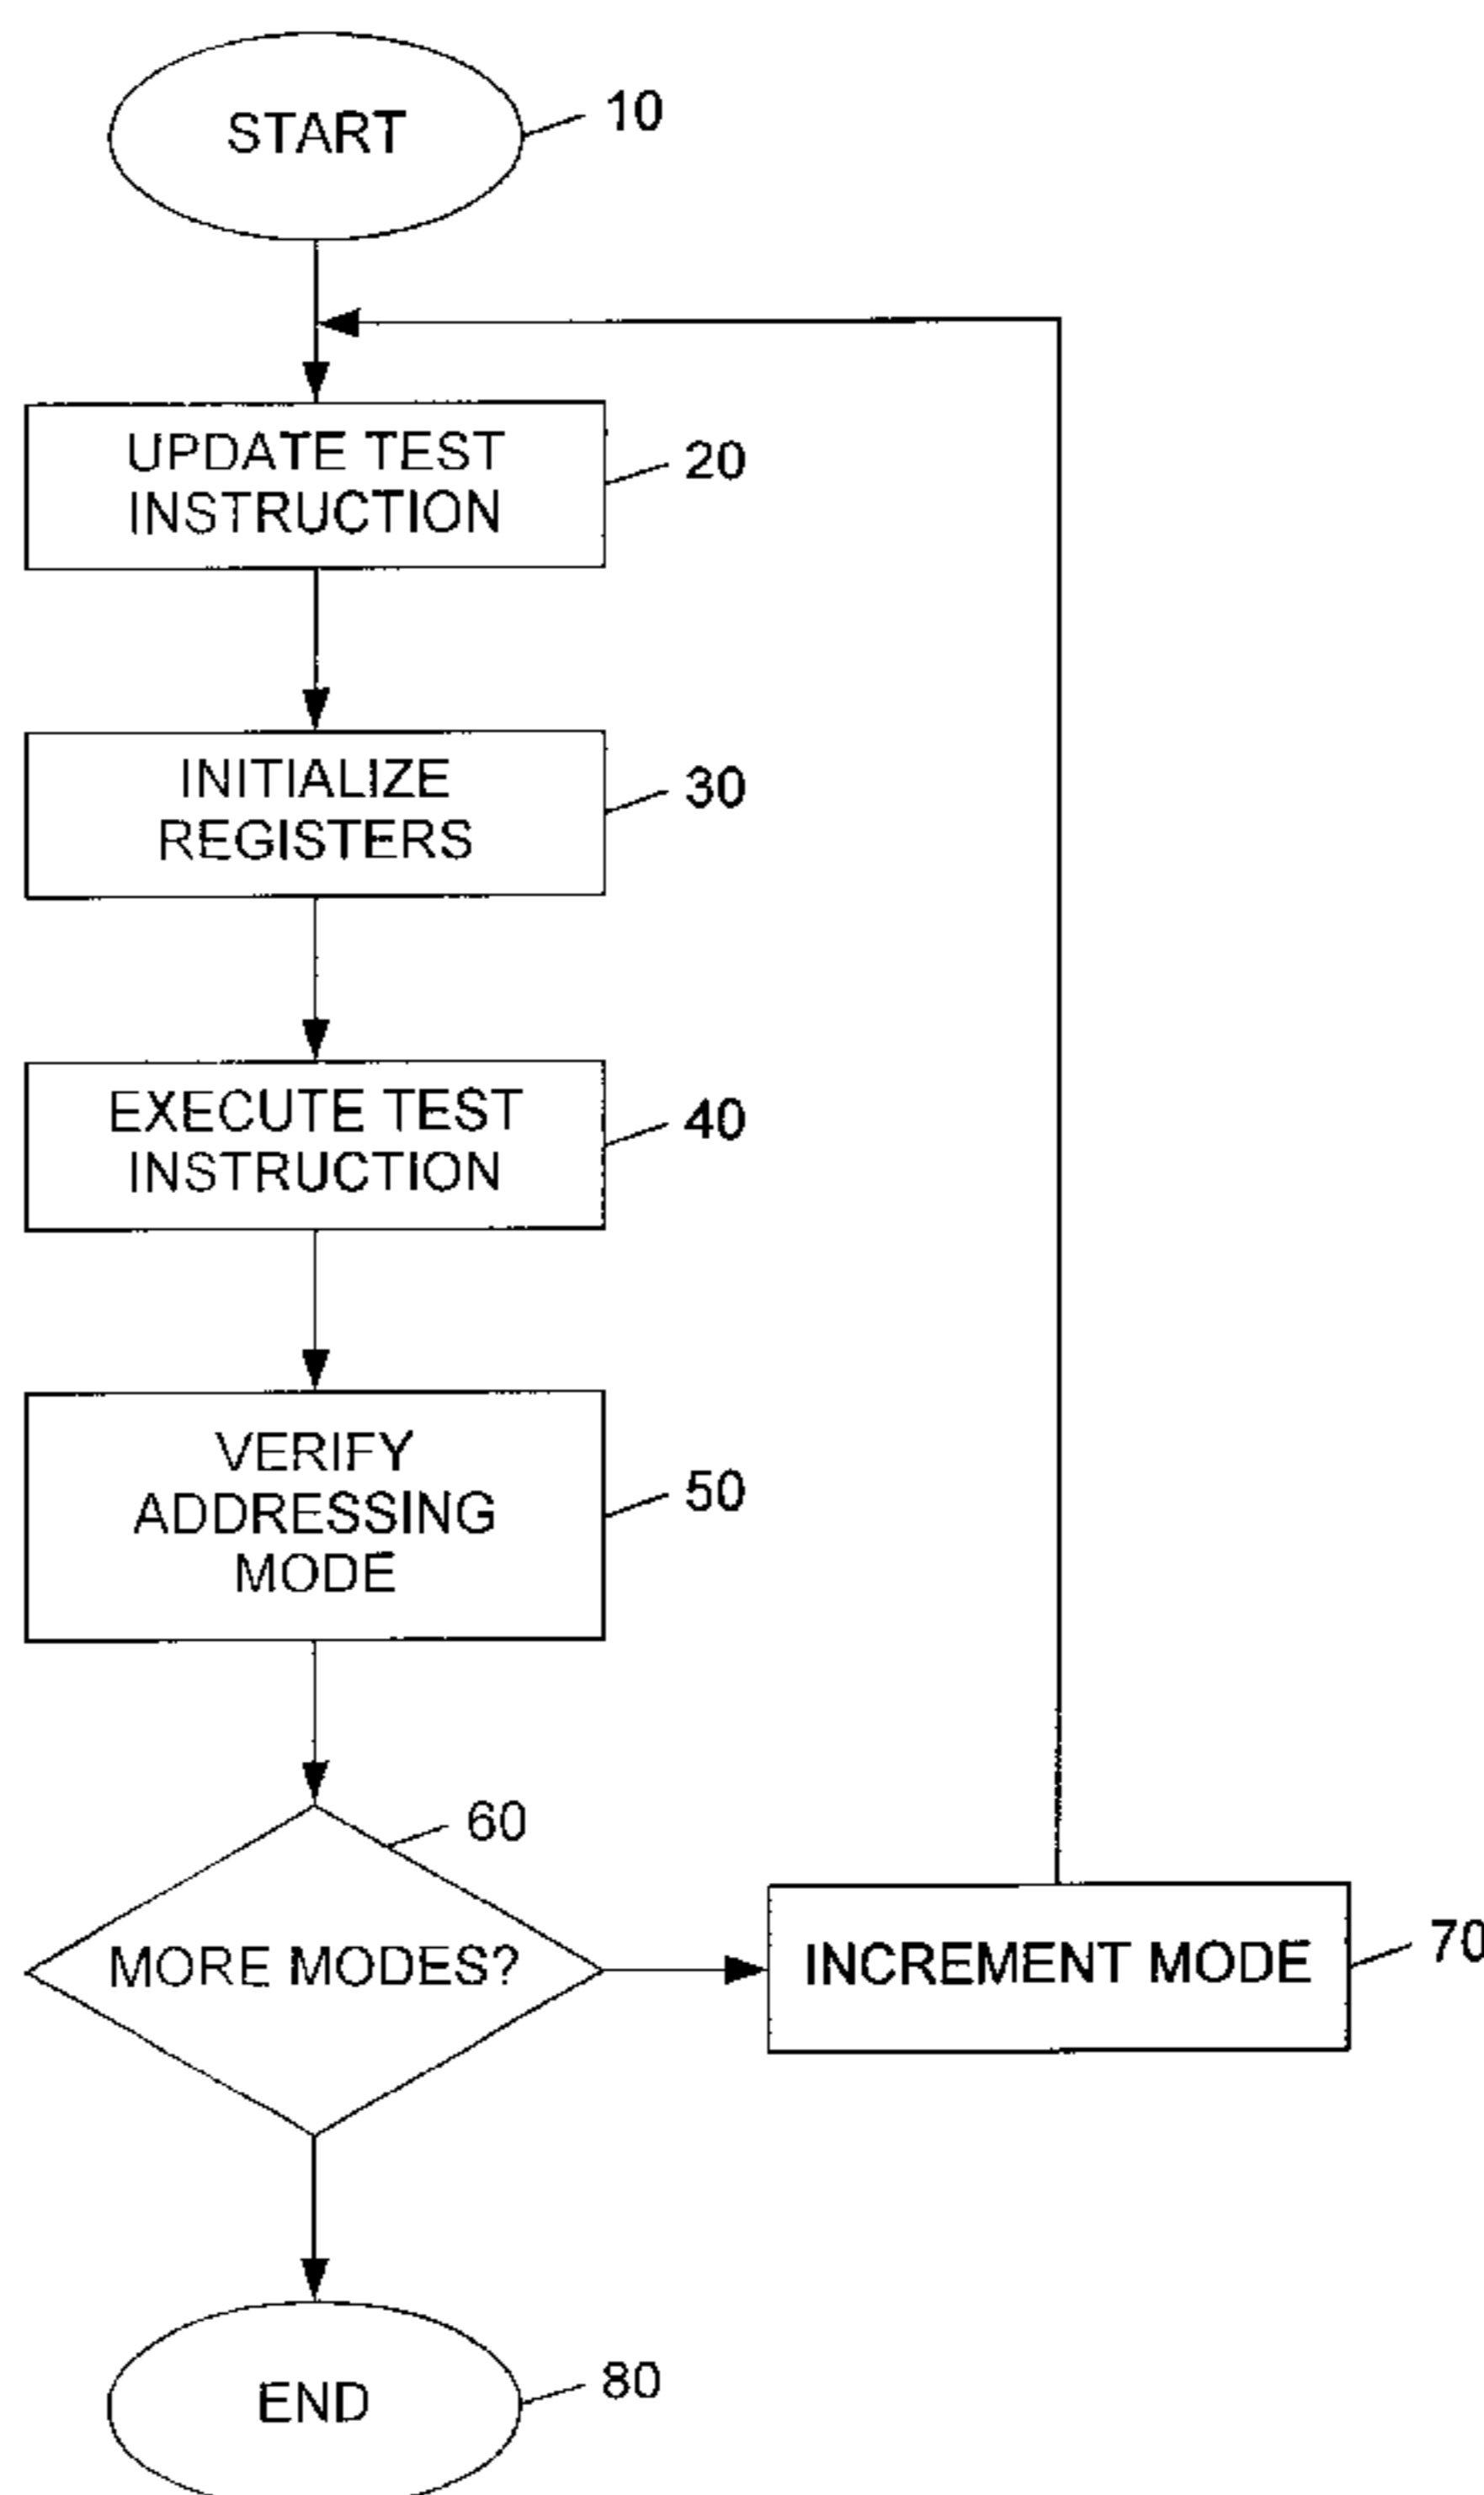 START
10
UPDATE TEST
INSTRUCTION
20
INITIALIZE
REGISTERS
30
EXECUTE TEST
INSTRUCTION
40
VERIFY
ADDRESSING
MODE
50
60
MORE MODES?
INCREMENT MODE
70
END
80